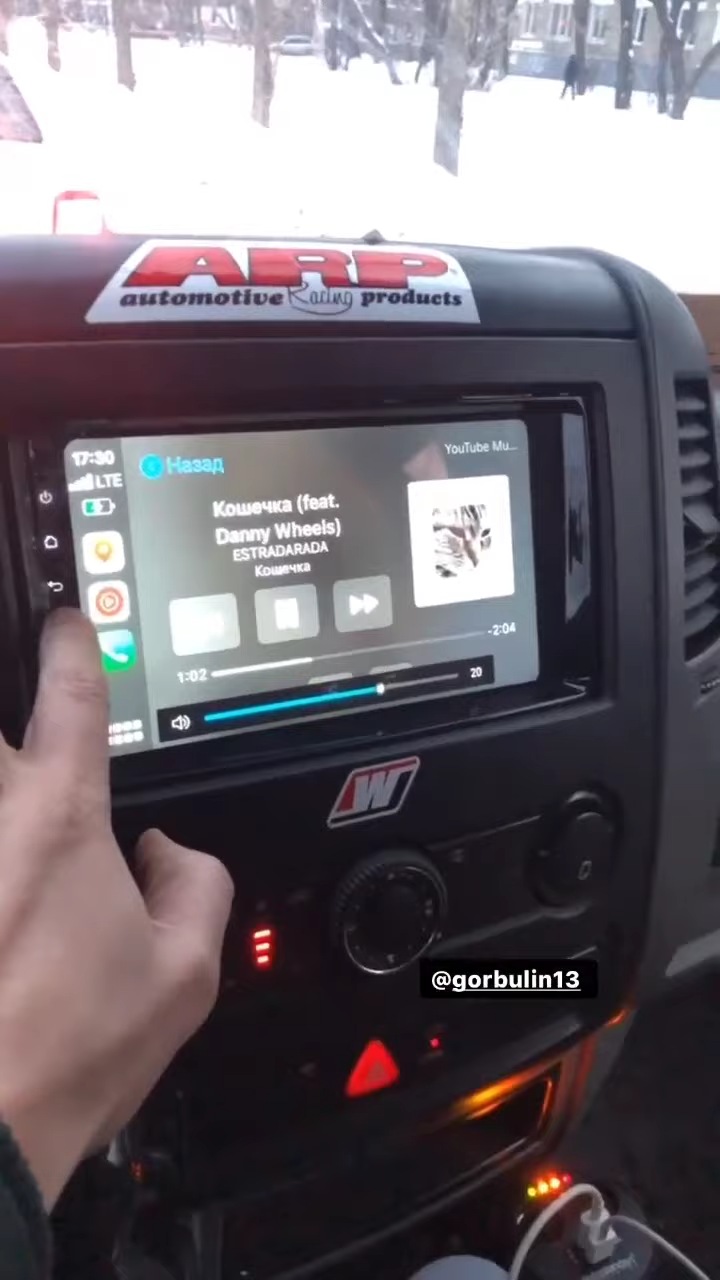 ARP
automotive Racing products
17:30
LTE
Назад
YouTube Mu...
Кошечка (feat.
Danny Wheels)
ESTRADARADA
Кошечка
1:02
-2:04
20
W
@gorbulin13